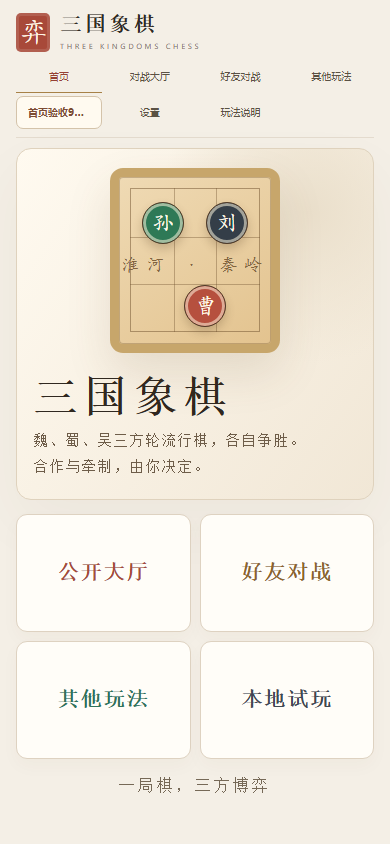 弈
三国象棋
THREE KINGDOMS CHESS
首页 对战大厅 好友对战 其他玩法
首页验收9... 设置 玩法说明
孙 刘
淮河 · 秦岭
曹
三国象棋
魏、蜀、吴三方轮流行棋，各自争胜。
合作与牵制，由你决定。
公开大厅 好友对战
其他玩法 本地试玩
一局棋，三方博弈